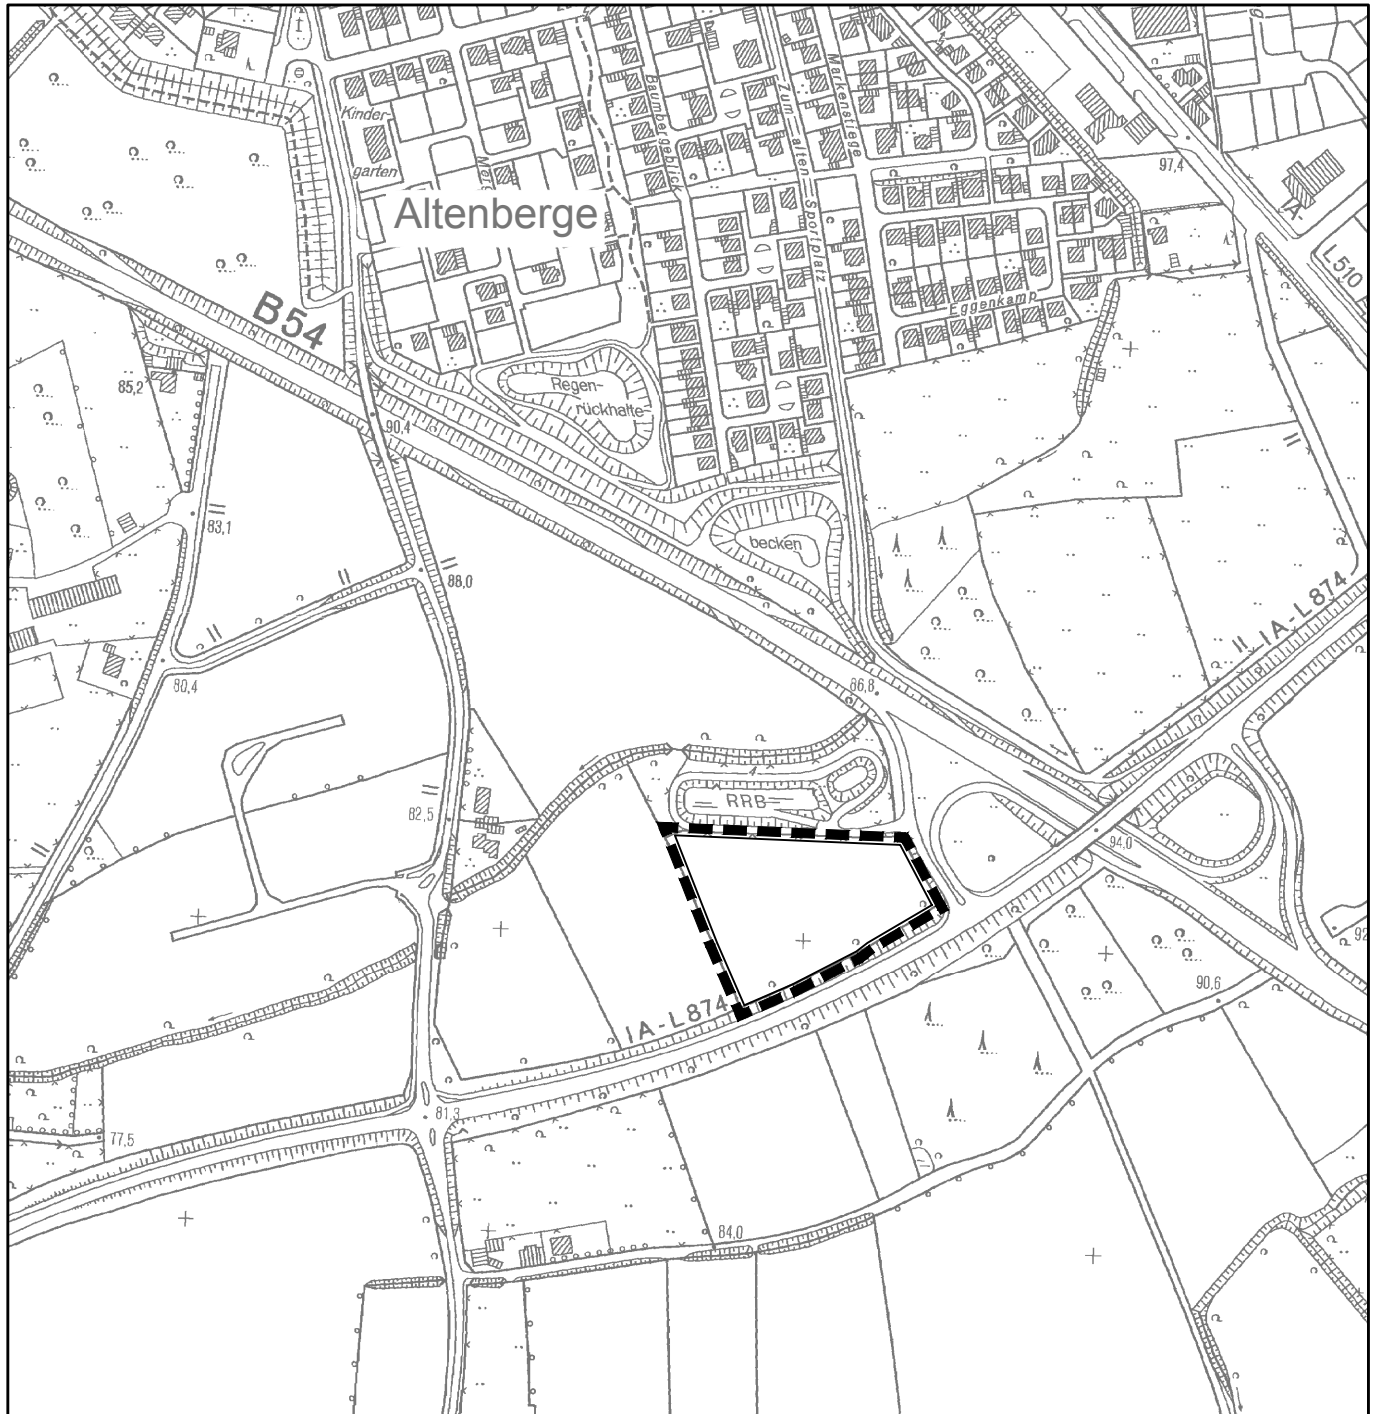 Kinder-
garten
Baumbergeblick
Zum alten Sportplatz
Markenstiege
97,4
Altenberge
L510
B54
Eggenkamp
85,2
Regen-
rückhalte-
90,4
83,1
becken
88,0
IA-L874
80,4
86,8
RRB
82,5
94,0
92
90,6
IA-L874
81,3
77,5
84,0